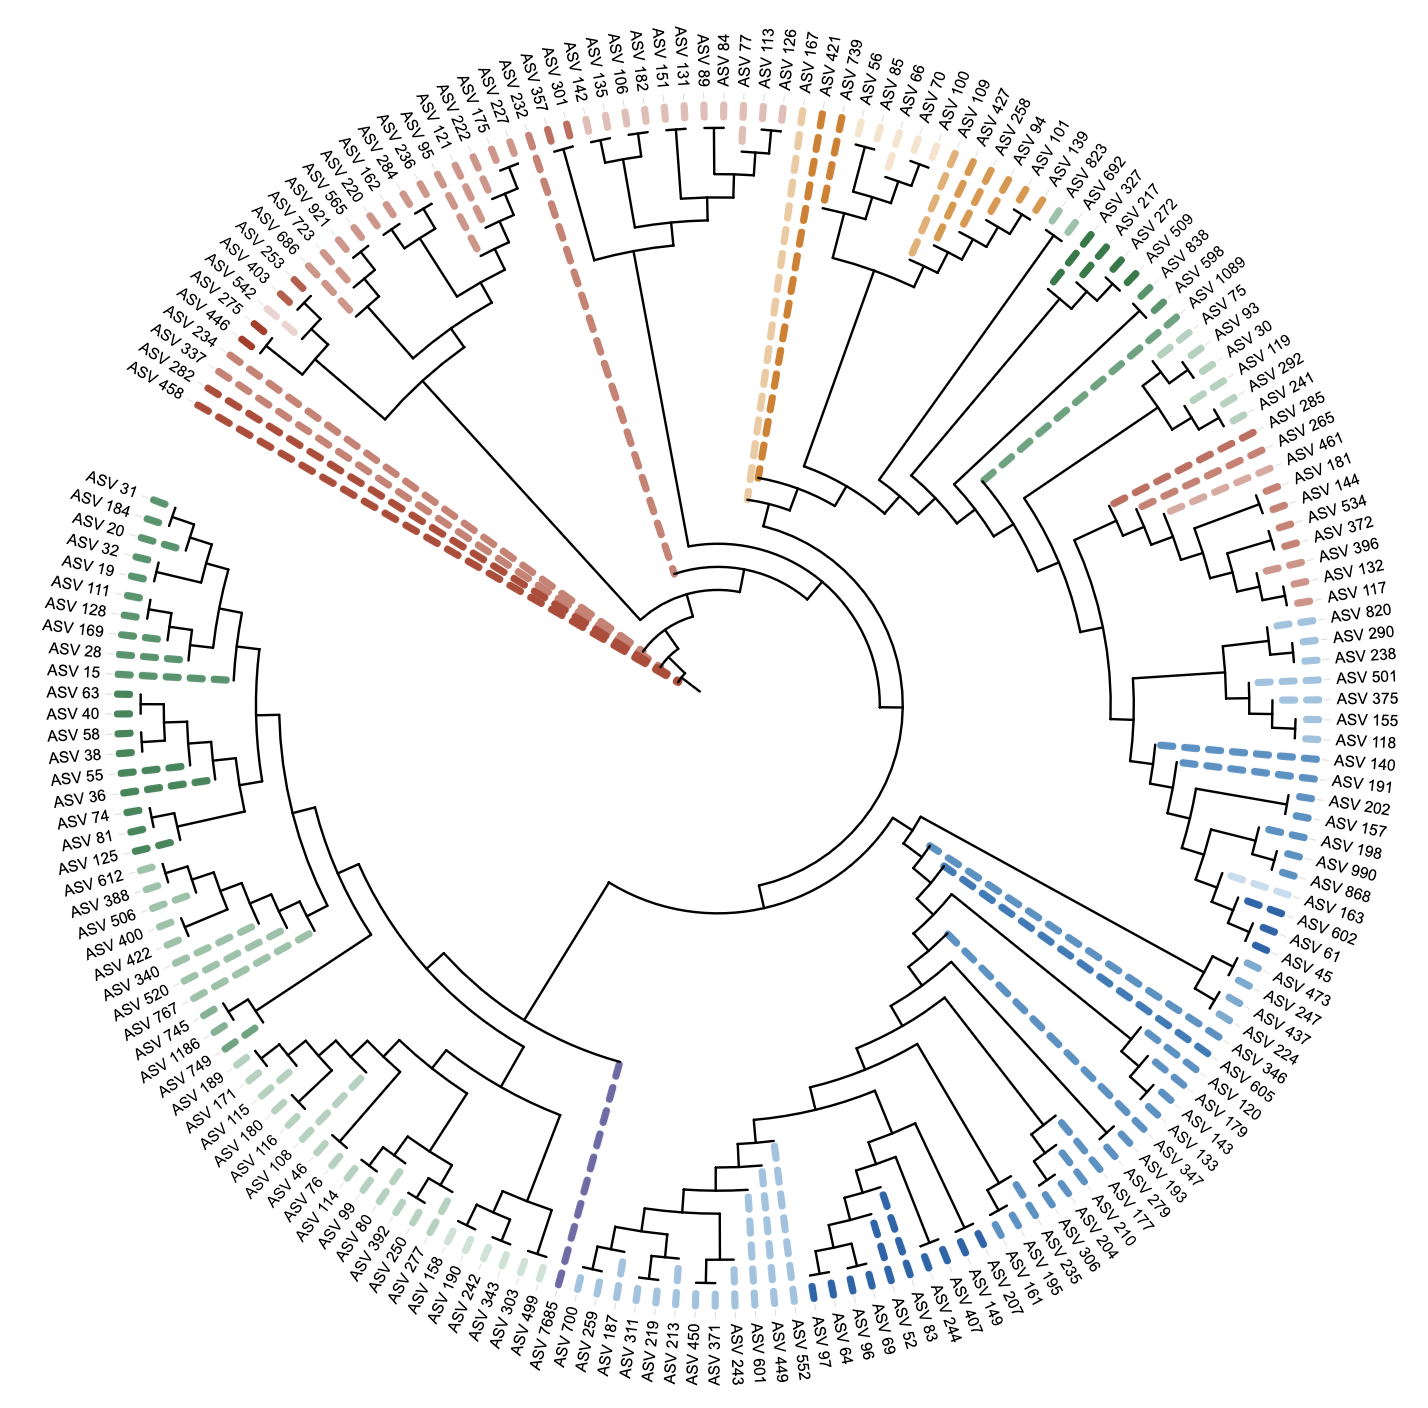 ASV 458
ASV 282
ASV 337
ASV 234
ASV 446
ASV 275
ASV 542
ASV 403
ASV 253
ASV 686
ASV 723
ASV 921
ASV 565
ASV 220
ASV 162
ASV 284
ASV 236
ASV 95
ASV 121
ASV 222
ASV 175
ASV 227
ASV 232
ASV 357
ASV 301
ASV 142
ASV 135
ASV 106
ASV 182
ASV 151
ASV 131
ASV 89
ASV 84
ASV 77
ASV 113
ASV 126
ASV 167
ASV 421
ASV 739
ASV 56
ASV 85
ASV 66
ASV 70
ASV 100
ASV 109
ASV 427
ASV 258
ASV 94
ASV 101
ASV 139
ASV 823
ASV 692
ASV 327
ASV 217
ASV 272
ASV 509
ASV 838
ASV 598
ASV 1089
ASV 75
ASV 93
ASV 30
ASV 119
ASV 292
ASV 241
ASV 285
ASV 265
ASV 461
ASV 181
ASV 144
ASV 534
ASV 372
ASV 396
ASV 132
ASV 117
ASV 820
ASV 290
ASV 238
ASV 501
ASV 375
ASV 155
ASV 118
ASV 140
ASV 191
ASV 202
ASV 157
ASV 198
ASV 990
ASV 868
ASV 163
ASV 602
ASV 61
ASV 45
ASV 473
ASV 247
ASV 437
ASV 224
ASV 346
ASV 605
ASV 120
ASV 179
ASV 143
ASV 133
ASV 347
ASV 193
ASV 279
ASV 177
ASV 210
ASV 204
ASV 306
ASV 235
ASV 195
ASV 161
ASV 207
ASV 149
ASV 407
ASV 244
ASV 83
ASV 52
ASV 69
ASV 96
ASV 64
ASV 97
ASV 552
ASV 449
ASV 601
ASV 243
ASV 371
ASV 450
ASV 213
ASV 219
ASV 311
ASV 187
ASV 259
ASV 700
ASV 7685
ASV 499
ASV 303
ASV 343
ASV 242
ASV 190
ASV 158
ASV 277
ASV 250
ASV 392
ASV 80
ASV 99
ASV 114
ASV 76
ASV 46
ASV 108
ASV 116
ASV 180
ASV 115
ASV 171
ASV 189
ASV 749
ASV 1186
ASV 745
ASV 767
ASV 520
ASV 340
ASV 422
ASV 400
ASV 506
ASV 388
ASV 612
ASV 125
ASV 81
ASV 74
ASV 36
ASV 55
ASV 38
ASV 58
ASV 40
ASV 63
ASV 15
ASV 28
ASV 169
ASV 128
ASV 111
ASV 19
ASV 32
ASV 20
ASV 184
ASV 31